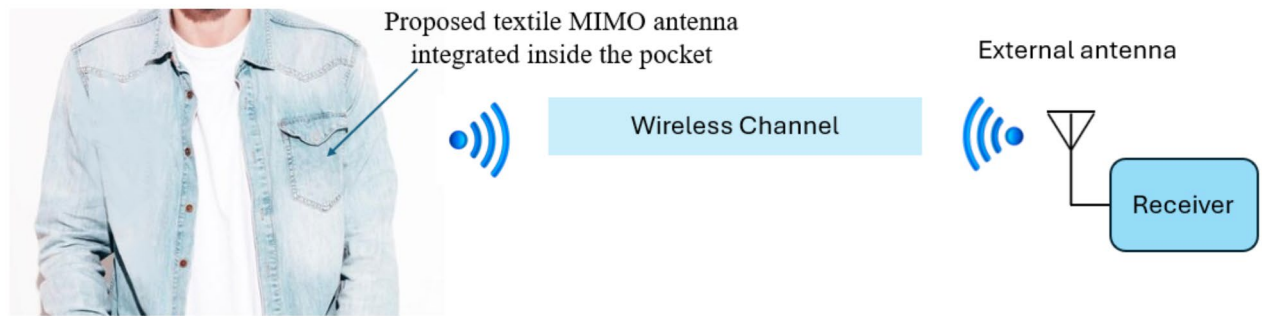 Proposed textile MIMO antenna
integrated inside the pocket
External antenna
Wireless Channel
Receiver